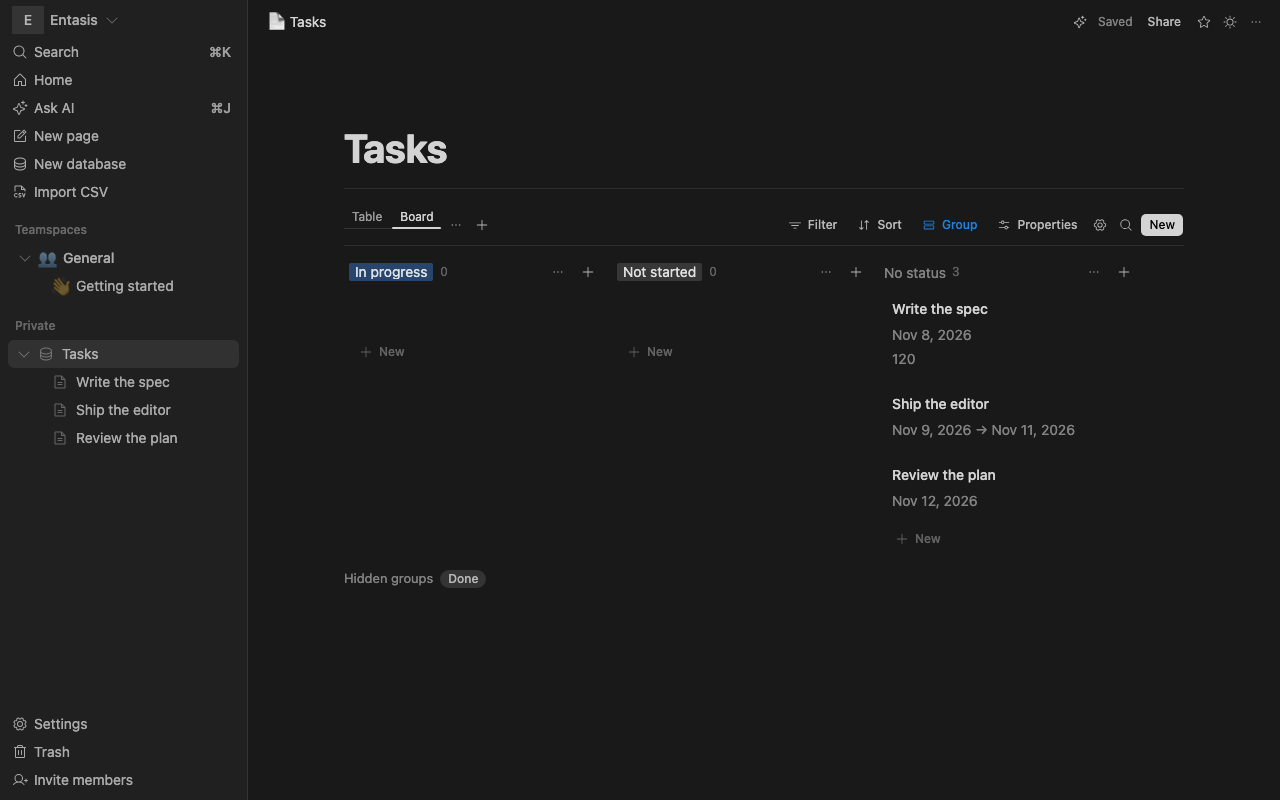 E Entasis
Search ⌘K
Home
Ask AI ⌘J
New page
New database
Import CSV
Teamspaces
General
Getting started
Private
Tasks
Write the spec
Ship the editor
Review the plan
Settings
Trash
Invite members
Tasks
Saved Share
Tasks
Table Board
Filter Sort Group Properties New
In progress 0
New
Not started 0
New
No status 3
Write the spec
Nov 8, 2026
120
Ship the editor
Nov 9, 2026 → Nov 11, 2026
Review the plan
Nov 12, 2026
New
Hidden groups Done